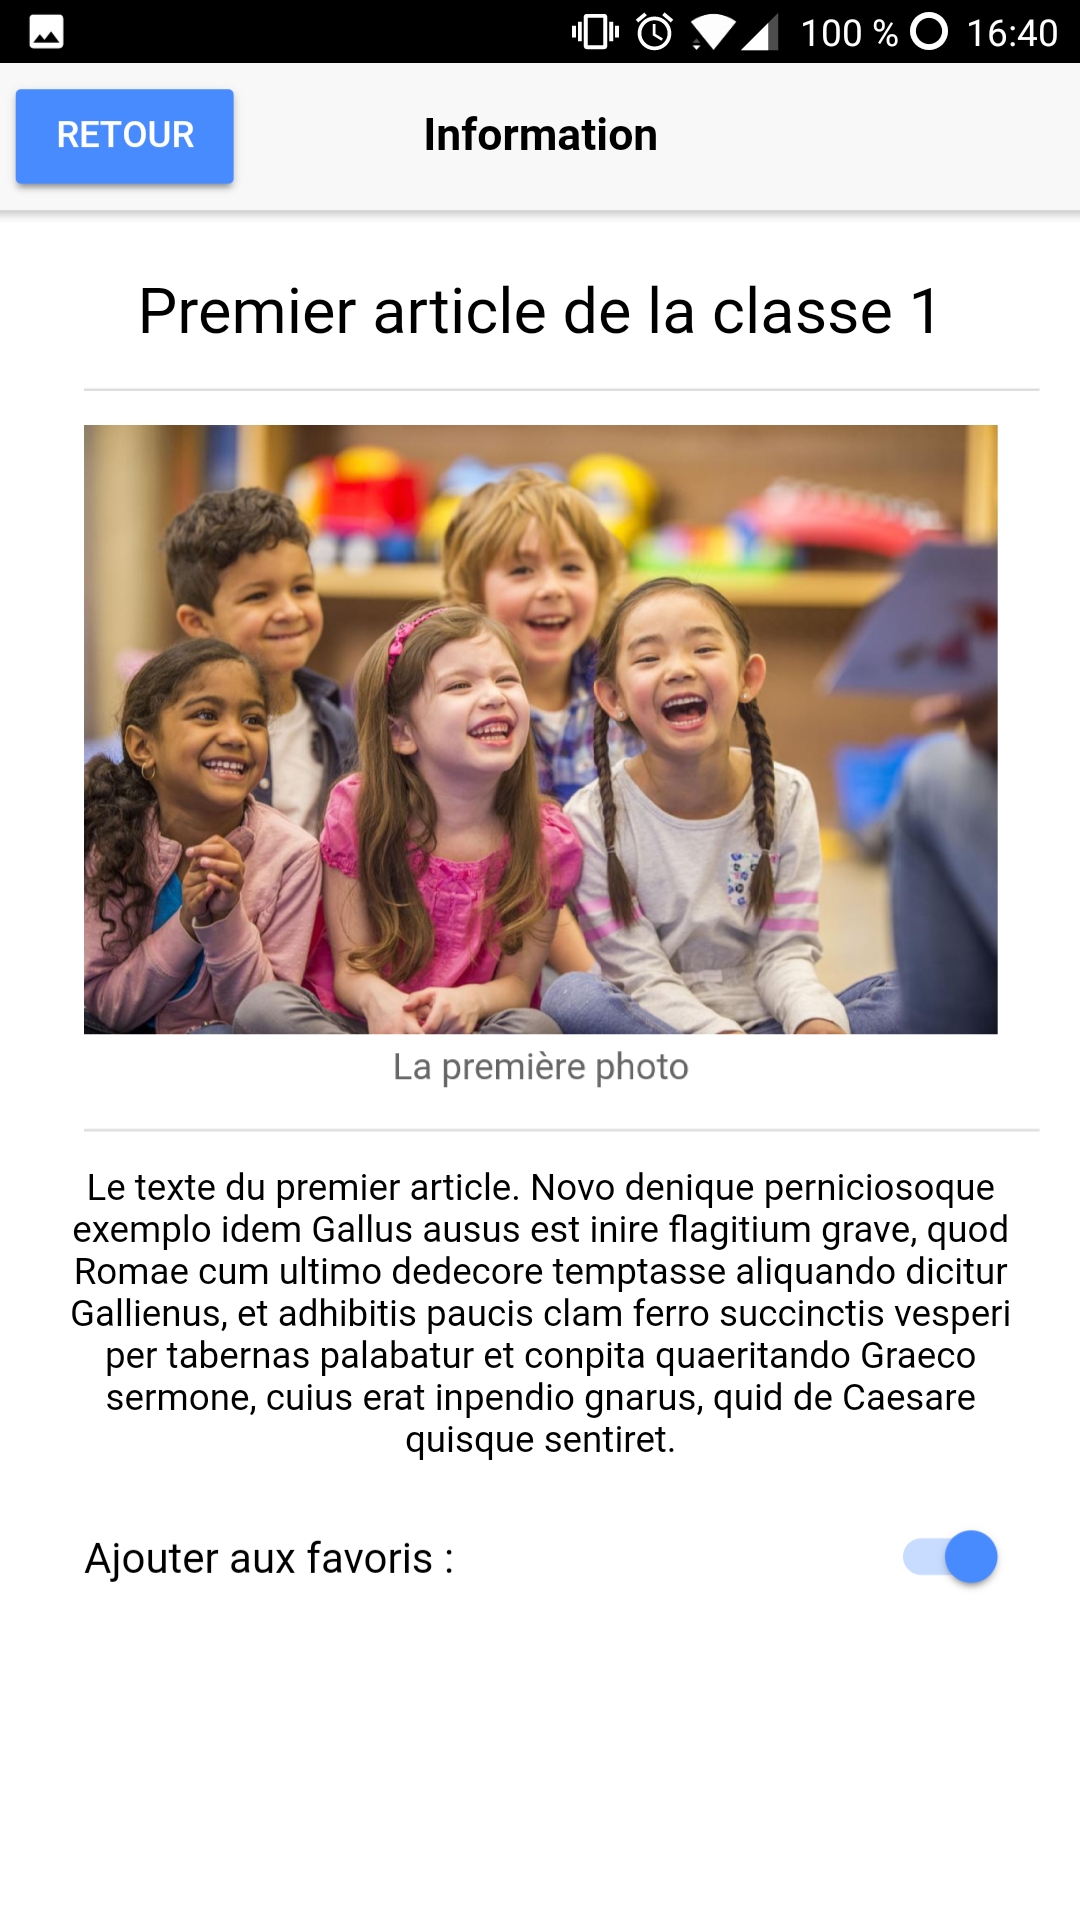 100 % 16:40
RETOUR
Information
Premier article de la classe 1
La première photo
Le texte du premier article. Novo denique perniciosoque
exemplo idem Gallus ausus est inire flagitium grave, quod
Romae cum ultimo dedecore temptasse aliquando dicitur
Gallienus, et adhibitis paucis clam ferro succinctis vesperi
per tabernas palabatur et conpita quaeritando Graeco
sermone, cuius erat inpendio gnarus, quid de Caesare
quisque sentiret.
Ajouter aux favoris :